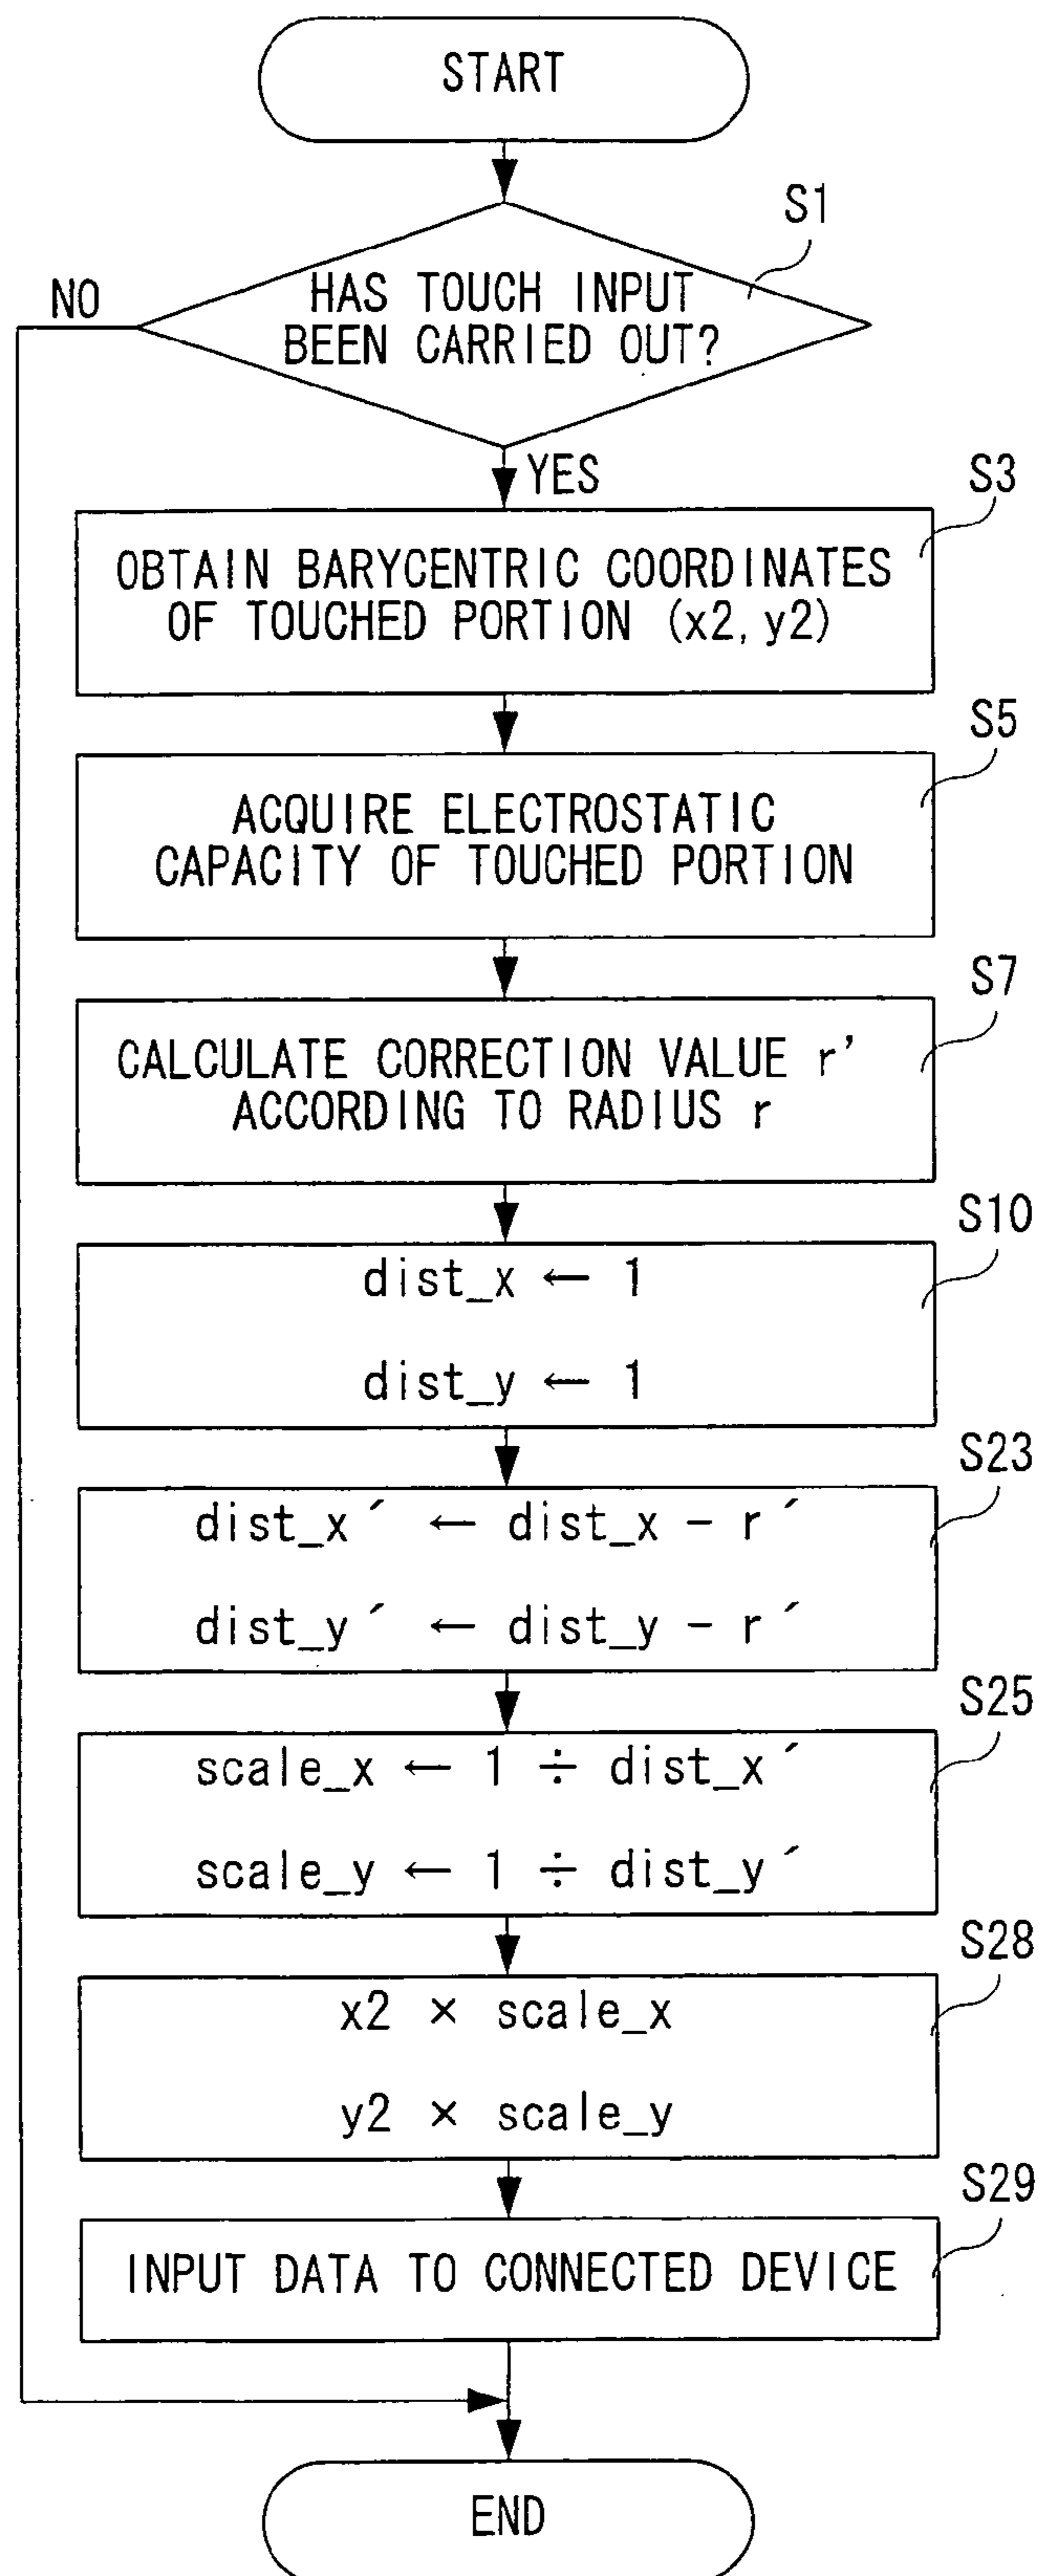 START
S1
HAS TOUCH INPUT
BEEN CARRIED OUT?
NO
YES
S3
OBTAIN BARYCENTRIC COORDINATES
OF TOUCHED PORTION (x2, y2)
S5
ACQUIRE ELECTROSTATIC
CAPACITY OF TOUCHED PORTION
S7
CALCULATE CORRECTION VALUE r'
ACCORDING TO RADIUS r
S10
dist_x ← 1
dist_y ← 1
S23
dist_x´ ← dist_x − r´
dist_y´ ← dist_y − r´
S25
scale_x ← 1 ÷ dist_x´
scale_y ← 1 ÷ dist_y´
S28
x2 × scale_x
y2 × scale_y
S29
INPUT DATA TO CONNECTED DEVICE
END